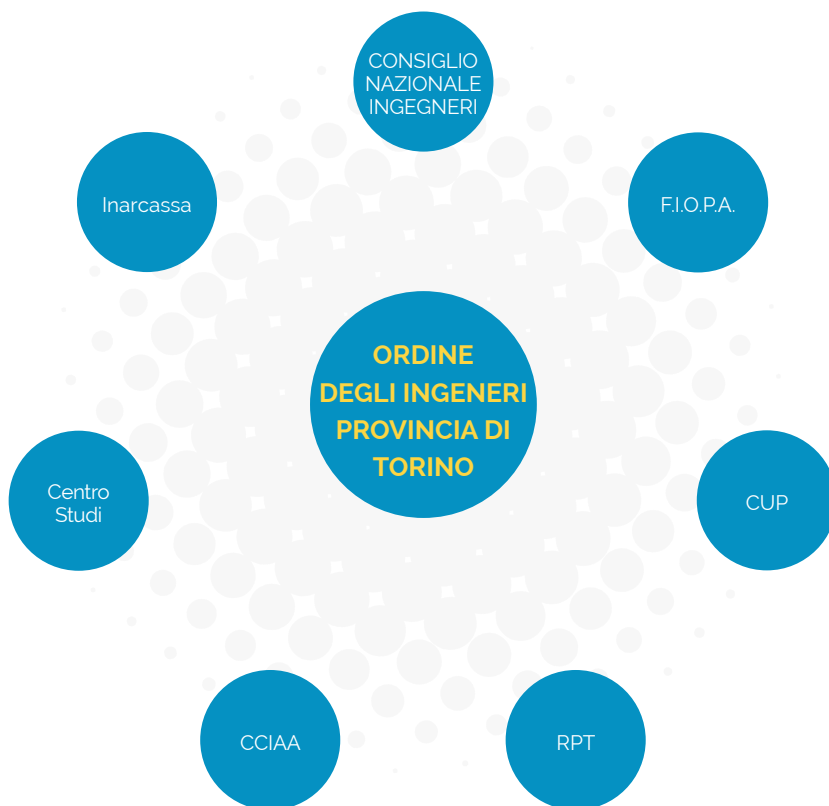 CONSIGLIO
NAZIONALE
INGEGNERI
Inarcassa
F.I.O.P.A.
ORDINE
DEGLI INGENERI
PROVINCIA DI
TORINO
Centro
Studi
CUP
CCIAA
RPT